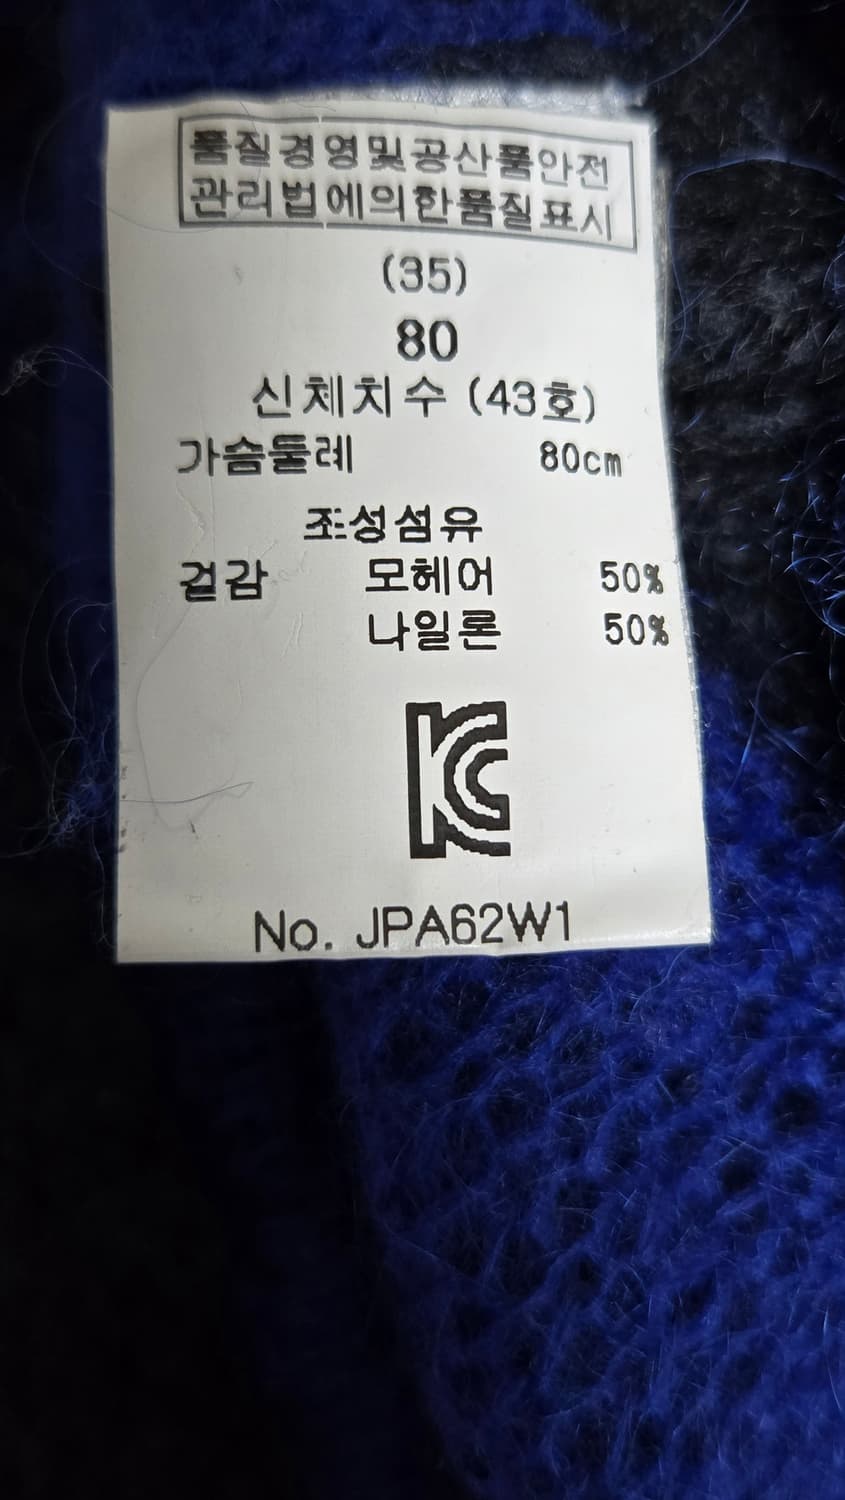 품질경영및공산품안전
관리법에의한품질표시
(35)
80
신체치수 (43호)
가슴둘레 80cm
조성섬유
겉감 모헤어 50%
나일론 50%
KC
No. JPA62W1